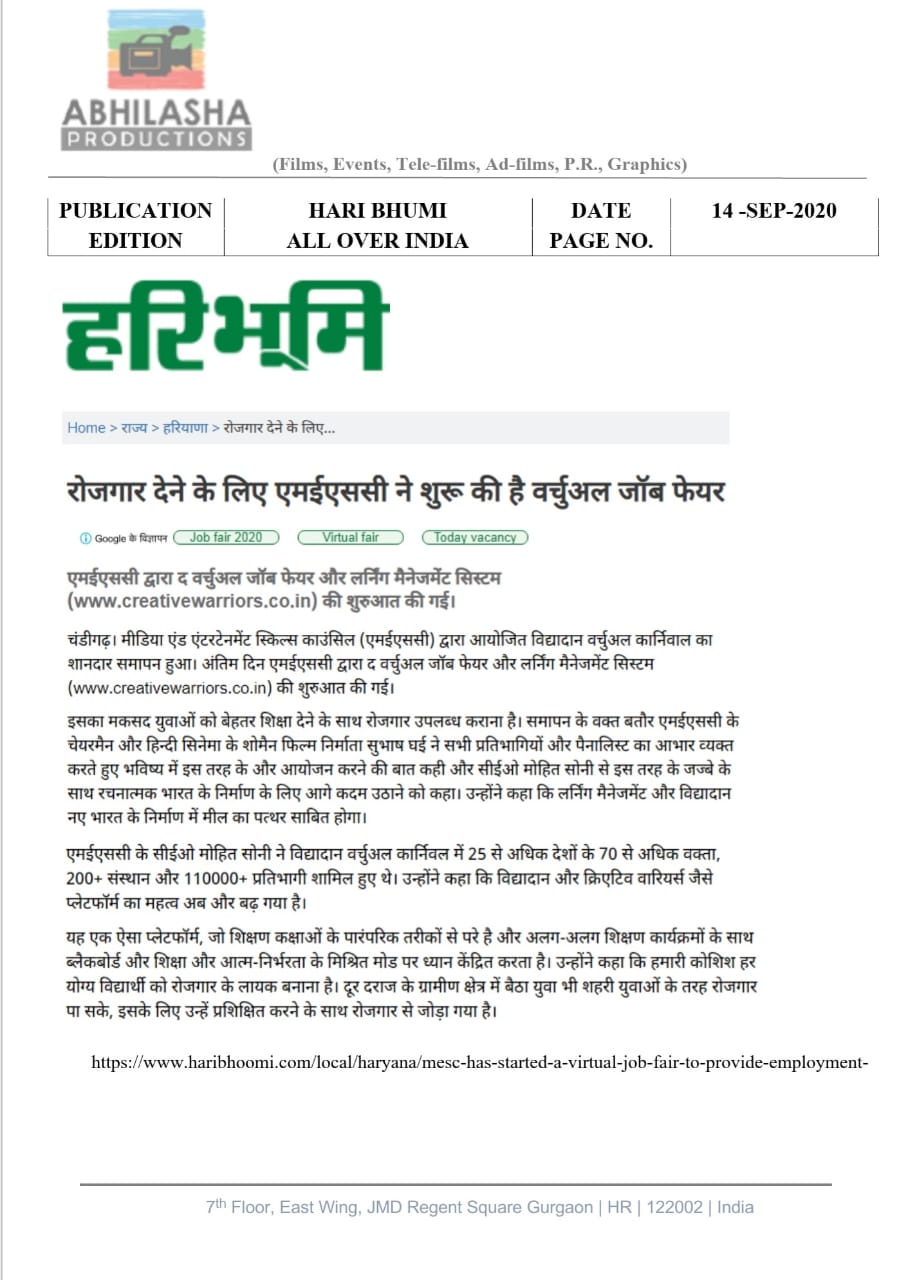 ABHILASHA
PRODUCTIONS
(Films, Events, Tele-films, Ad-films, P.R., Graphics)
PUBLICATION HARI BHUMI DATE 14 -SEP-2020
EDITION ALL OVER INDIA PAGE NO.
हरिभूमि
Home > राज्य > हरियाणा > रोजगार देने के लिए...
रोजगार देने के लिए एमईएससी ने शुरू की है वर्चुअल जॉब फेयर
Google के विज्ञापन Job fair 2020 Virtual fair Today vacancy
एमईएससी द्वारा द वर्चुअल जॉब फेयर और लर्निंग मैनेजमेंट सिस्टम
(www.creativewarriors.co.in) की शुरुआत की गई।
चंडीगढ़। मीडिया एंड एंटरटेनमेंट स्किल्स काउंसिल (एमईएससी) द्वारा आयोजित विद्यादान वर्चुअल कार्निवाल का
शानदार समापन हुआ। अंतिम दिन एमईएससी द्वारा द वर्चुअल जॉब फेयर और लर्निंग मैनेजमेंट सिस्टम
(www.creativewarriors.co.in) की शुरुआत की गई।
इसका मकसद युवाओं को बेहतर शिक्षा देने के साथ रोजगार उपलब्ध कराना है। समापन के वक्त बतौर एमईएससी के
चेयरमैन और हिन्दी सिनेमा के शोमैन फिल्म निर्माता सुभाष घई ने सभी प्रतिभागियों और पैनालिस्ट का आभार व्यक्त
करते हुए भविष्य में इस तरह के और आयोजन करने की बात कही और सीईओ मोहित सोनी से इस तरह के जज्बे के
साथ रचनात्मक भारत के निर्माण के लिए आगे कदम उठाने को कहा। उन्होंने कहा कि लर्निंग मैनेजमेंट और विद्यादान
नए भारत के निर्माण में मील का पत्थर साबित होगा।
एमईएससी के सीईओ मोहित सोनी ने विद्यादान वर्चुअल कार्निवल में 25 से अधिक देशों के 70 से अधिक वक्ता,
200+ संस्थान और 110000+ प्रतिभागी शामिल हुए थे। उन्होंने कहा कि विद्यादान और क्रिएटिव वारियर्स जैसे
प्लेटफॉर्म का महत्व अब और बढ़ गया है।
यह एक ऐसा प्लेटफॉर्म, जो शिक्षण कक्षाओं के पारंपरिक तरीकों से परे है और अलग-अलग शिक्षण कार्यक्रमों के साथ
ब्लैकबोर्ड और शिक्षा और आत्म-निर्भरता के मिश्रित मोड पर ध्यान केंद्रित करता है। उन्होंने कहा कि हमारी कोशिश हर
योग्य विद्यार्थी को रोजगार के लायक बनाना है। दूर दराज के ग्रामीण क्षेत्र में बैठा युवा भी शहरी युवाओं के तरह रोजगार
पा सके, इसके लिए उन्हें प्रशिक्षित करने के साथ रोजगार से जोड़ा गया है।
https://www.haribhoomi.com/local/haryana/mesc-has-started-a-virtual-job-fair-to-provide-employment-
7th Floor, East Wing, JMD Regent Square Gurgaon | HR | 122002 | India